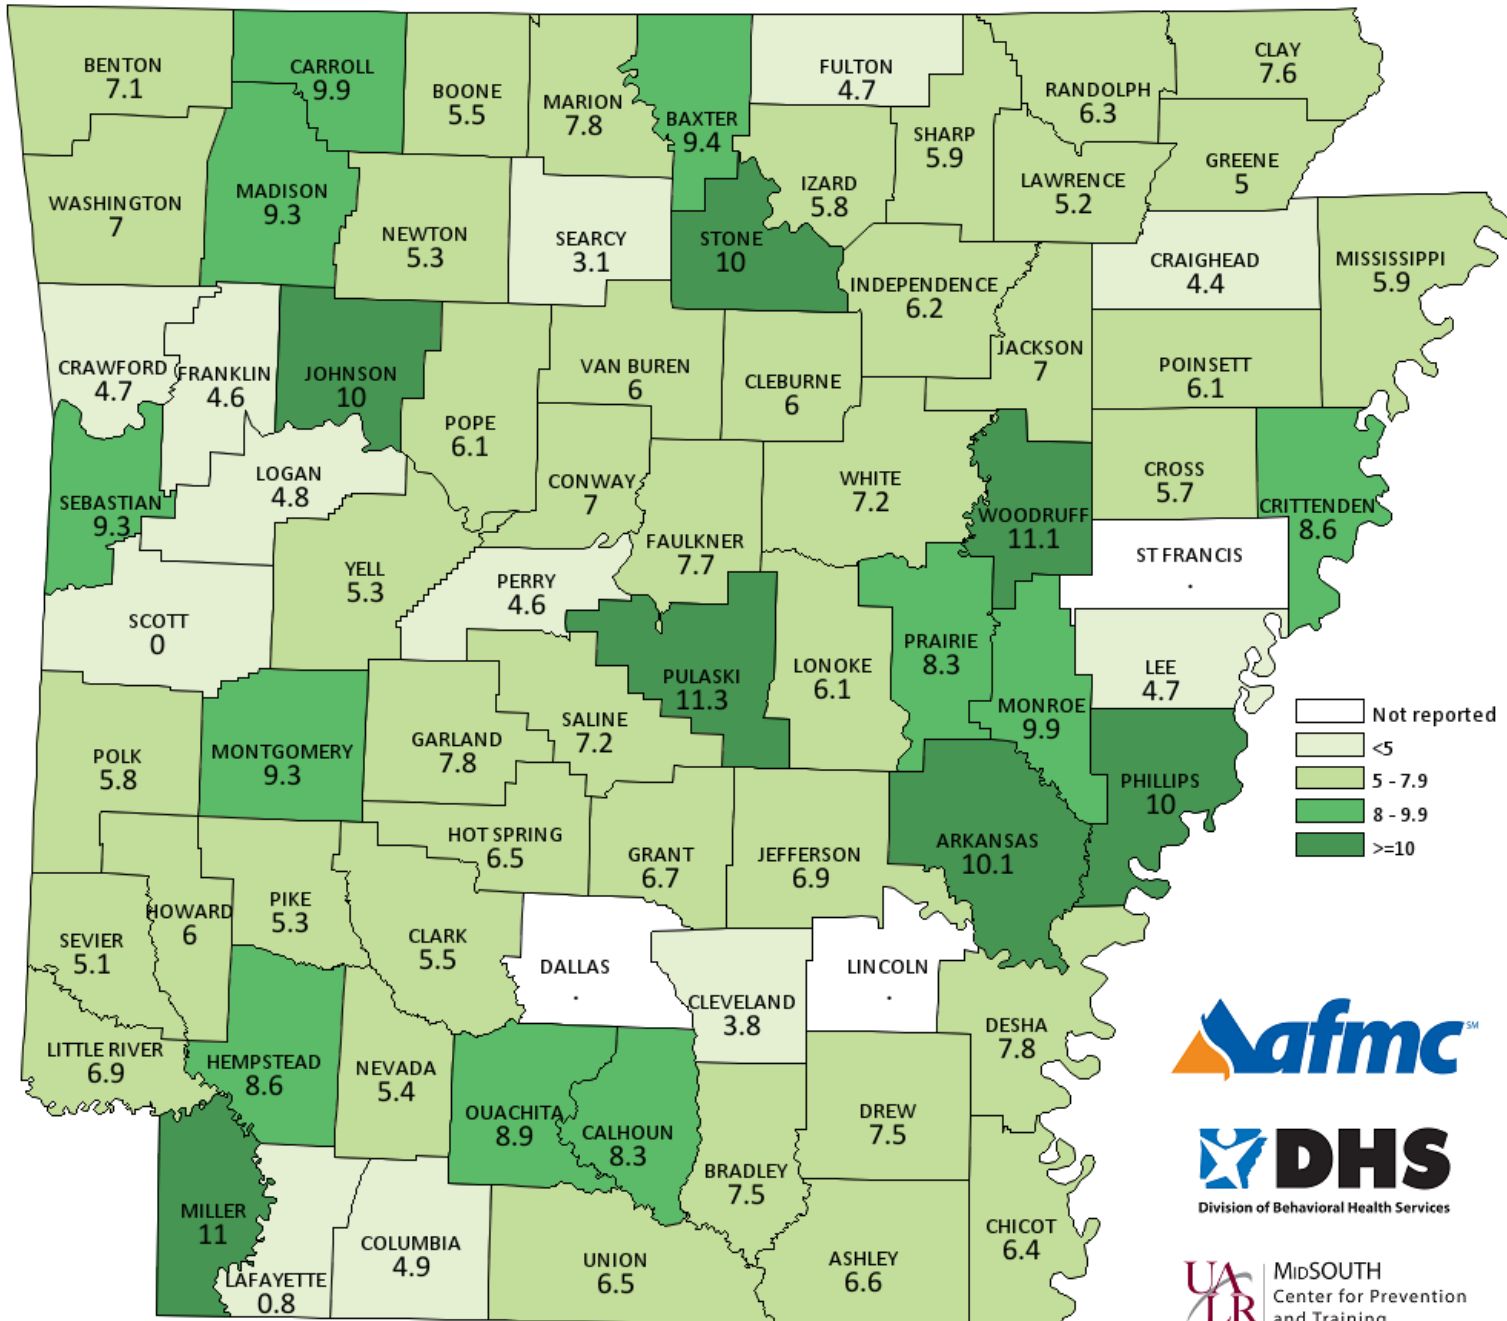 BENTON
7.1
CARROLL
9.9
BOONE
5.5
MARION
7.8
BAXTER
9.4
FULTON
4.7
SHARP
5.9
RANDOLPH
6.3
CLAY
7.6
GREENE
5
LAWRENCE
5.2
IZARD
5.8
WASHINGTON
7
MADISON
9.3
NEWTON
5.3
SEARCY
3.1
STONE
10
INDEPENDENCE
6.2
CRAIGHEAD
4.4
MISSISSIPPI
5.9
CRAWFORD
4.7
FRANKLIN
4.6
JOHNSON
10
POPE
6.1
VAN BUREN
6
CLEBURNE
6
JACKSON
7
POINSETT
6.1
SEBASTIAN
9.3
LOGAN
4.8
CONWAY
7
FAULKNER
7.7
WHITE
7.2
WOODRUFF
11.1
CROSS
5.7
CRITTENDEN
8.6
ST FRANCIS
.
SCOTT
0
YELL
5.3
PERRY
4.6
PULASKI
11.3
LONOKE
6.1
PRAIRIE
8.3
MONROE
9.9
LEE
4.7
POLK
5.8
MONTGOMERY
9.3
GARLAND
7.8
SALINE
7.2
PHILLIPS
10
HOT SPRING
6.5
GRANT
6.7
JEFFERSON
6.9
ARKANSAS
10.1
SEVIER
5.1
HOWARD
6
PIKE
5.3
CLARK
5.5
DALLAS
.
CLEVELAND
3.8
LINCOLN
.
DESHA
7.8
LITTLE RIVER
6.9
HEMPSTEAD
8.6
NEVADA
5.4
OUACHITA
8.9
CALHOUN
8.3
BRADLEY
7.5
DREW
7.5
MILLER
11
LAFAYETTE
0.8
COLUMBIA
4.9
UNION
6.5
ASHLEY
6.6
CHICOT
6.4
Not reported
<5
5 - 7.9
8 - 9.9
>=10
afmc SM
DHS
Division of Behavioral Health Services
UALR
MIDSOUTH
Center for Prevention
and Training